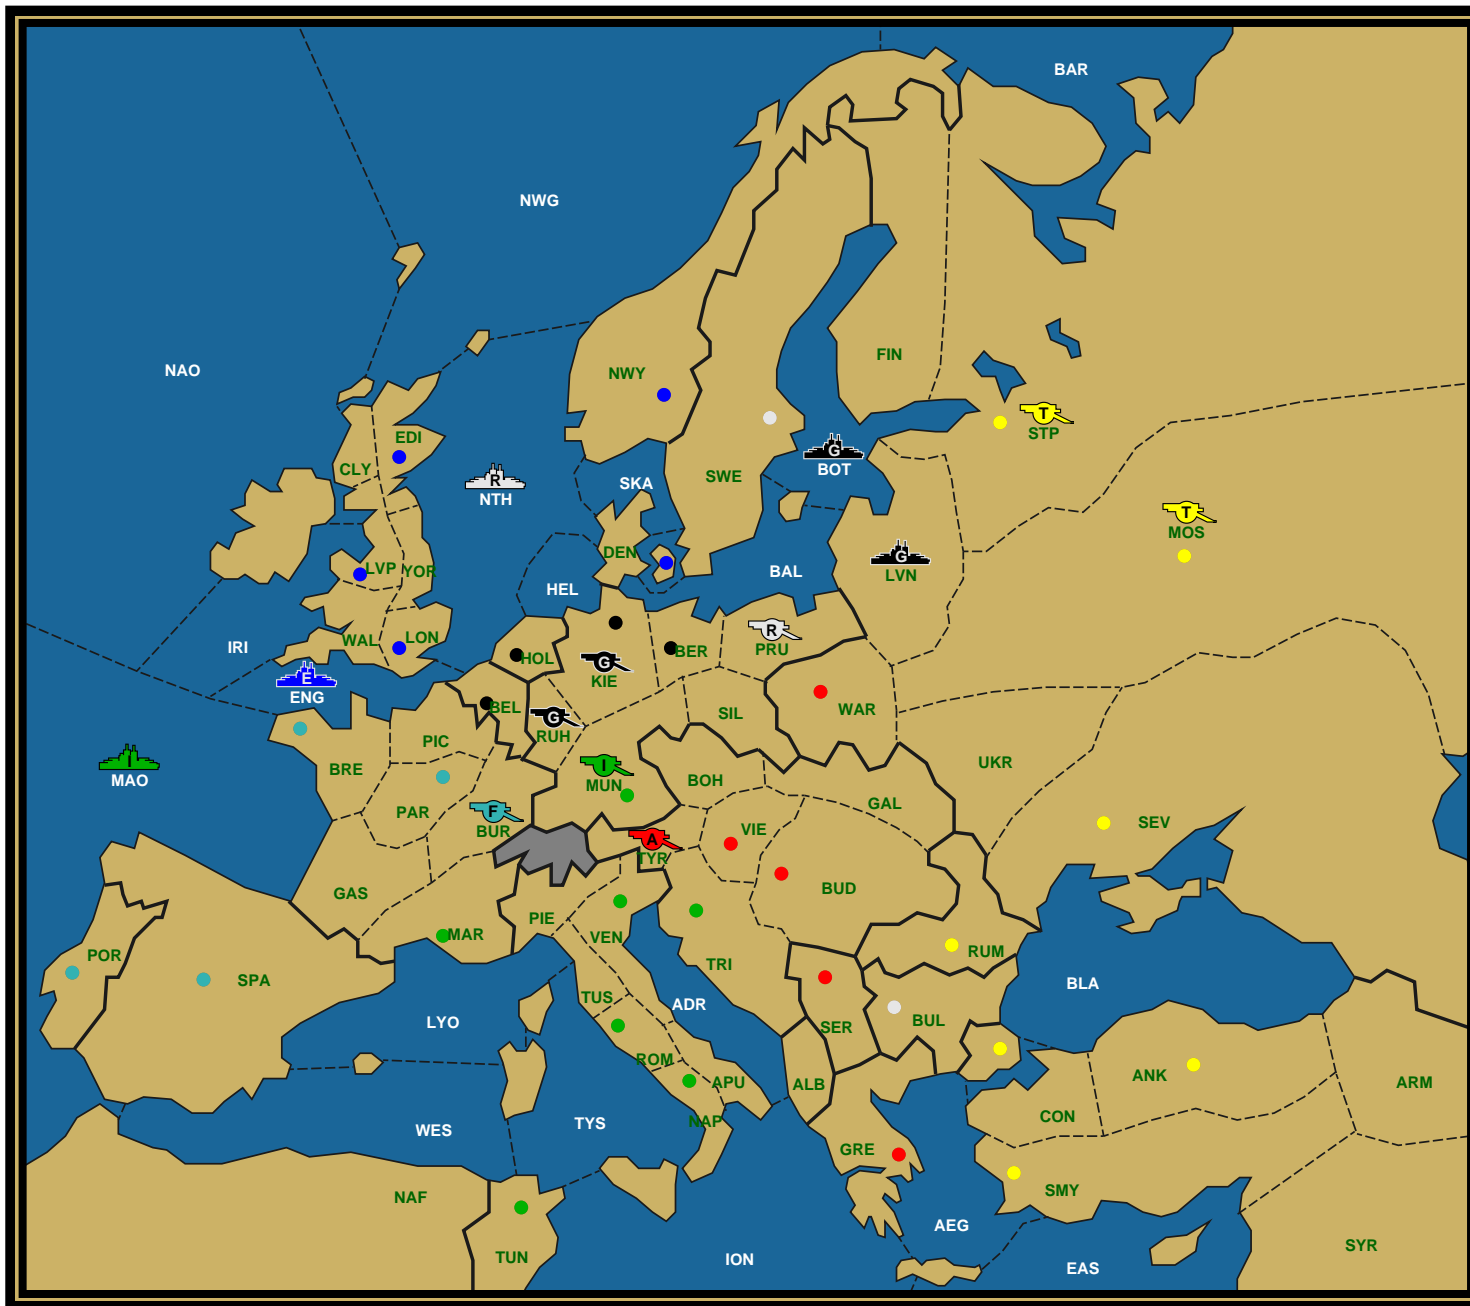 BAR
NWG
NAO
FIN
NWY
T
STP
EDI
G
BOT
CLY
SWE
R
NTH
SKA
T
MOS
DEN
G
LVN
LVP
YOR
BAL
HEL
R
PRU
WAL
LON
IRI
HOL
BER
G
KIE
E
ENG
BEL
G
RUH
SIL
WAR
PIC
I
MAO
BRE
I
MUN
BOH
UKR
PAR
F
BUR
GAL
VIE
SEV
A
TYR
GAS
BUD
PIE
MAR
VEN
POR
SPA
TRI
RUM
BLA
TUS
ADR
LYO
SER
BUL
ROM
APU
ALB
ANK
ARM
CON
NAP
WES
TYS
GRE
NAF
SMY
AEG
TUN
ION
EAS
SYR